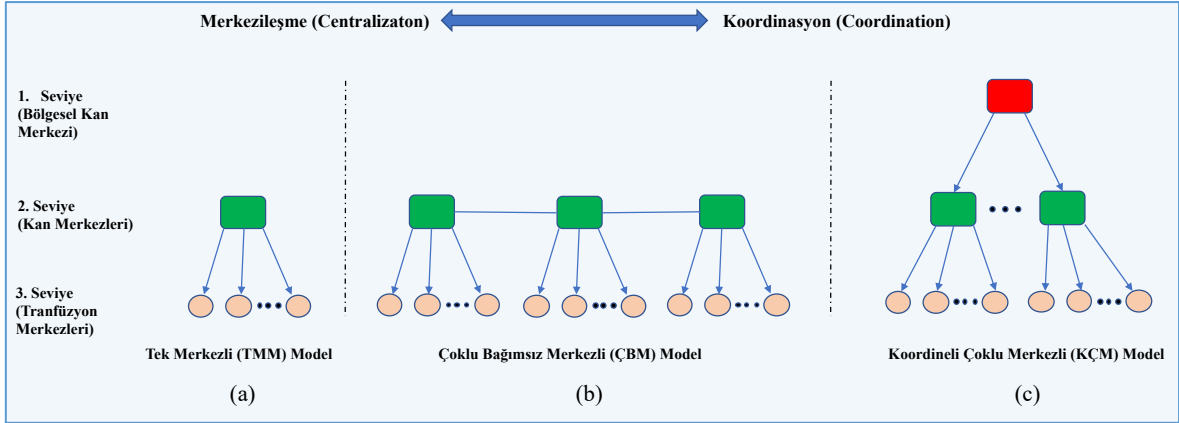 Merkezileşme (Centralizaton)
Koordinasyon (Coordination)
1. Seviye
(Bölgesel Kan
Merkezi)
2. Seviye
(Kan Merkezleri)
3. Seviye
(Tranfüzyon
Merkezleri)
Tek Merkezli (TMM) Model
Çoklu Bağımsız Merkezli (ÇBM) Model
Koordineli Çoklu Merkezli (KÇM) Model
(a)
(b)
(c)